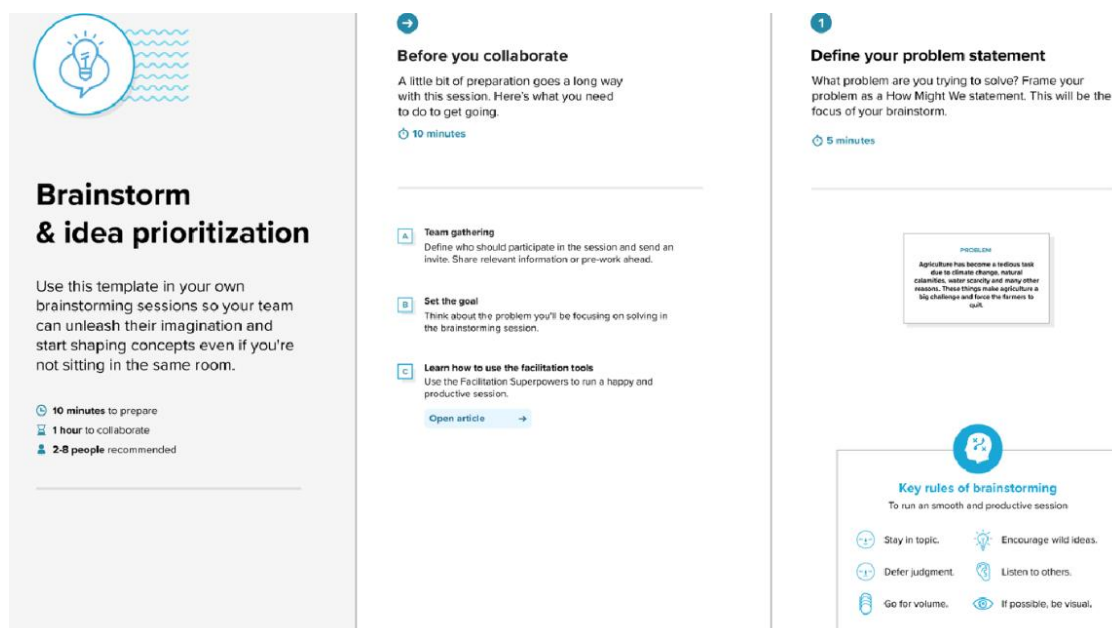 Brainstorm
& idea prioritization
Use this template in your own
brainstorming sessions so your team
can unleash their imagination and
start shaping concepts even if you're
not sitting in the same room.
10 minutes to prepare
1 hour to collaborate
2-8 people recommended
Before you collaborate
A little bit of preparation goes a long way
with this session. Here's what you need
to do to get going.
10 minutes
A
Team gathering
Define who should participate in the session and send an
invite. Share relevant information or pre-work ahead.
B
Set the goal
Think about the problem you'll be focusing on solving in
the brainstorming session.
C
Learn how to use the facilitation tools
Use the Facilitation Superpowers to run a happy and
productive session.
Open article
1
Define your problem statement
What problem are you trying to solve? Frame your
problem as a How Might We statement. This will be the
focus of your brainstorm.
5 minutes
PROBLEM
Agriculture has become a tedious task
due to climate change, natural
calamities, water scarcity and many other
reasons. These things make agriculture a
big challenge and force the farmers to
quit.
Key rules of brainstorming
To run an smooth and productive session
Stay in topic.
Encourage wild ideas.
Defer judgment.
Listen to others.
Go for volume.
If possible, be visual.